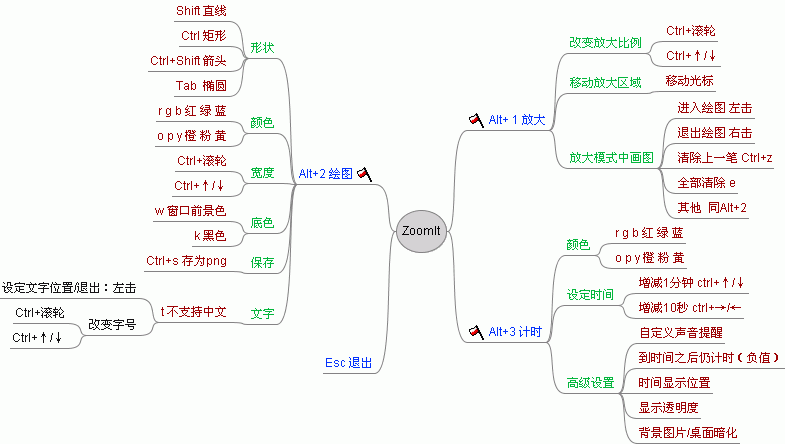 ZoomIt
Alt+ 1 放大
改变放大比例
Ctrl+滚轮
Ctrl+↑/↓
移动放大区域
移动光标
放大模式中画图
进入绘图 左击
退出绘图 右击
清除上一笔 Ctrl+z
全部清除 e
其他 同Alt+2
Alt+2 绘图
形状
Shift 直线
Ctrl 矩形
Ctrl+Shift 箭头
Tab 椭圆
颜色
r g b 红 绿 蓝
o p y 橙 粉 黄
宽度
Ctrl+滚轮
Ctrl+↑/↓
底色
w 窗口前景色
k 黑色
保存
Ctrl+s 存为png
文字
t 不支持中文
设定文字位置/退出：左击
改变字号
Ctrl+滚轮
Ctrl+↑/↓
Alt+3 计时
颜色
r g b 红 绿 蓝
o p y 橙 粉 黄
设定时间
增减1分钟 ctrl+↑/↓
增减10秒 ctrl+→/←
高级设置
自定义声音提醒
到时间之后仍计时（负值）
时间显示位置
显示透明度
背景图片/桌面暗化
Esc 退出